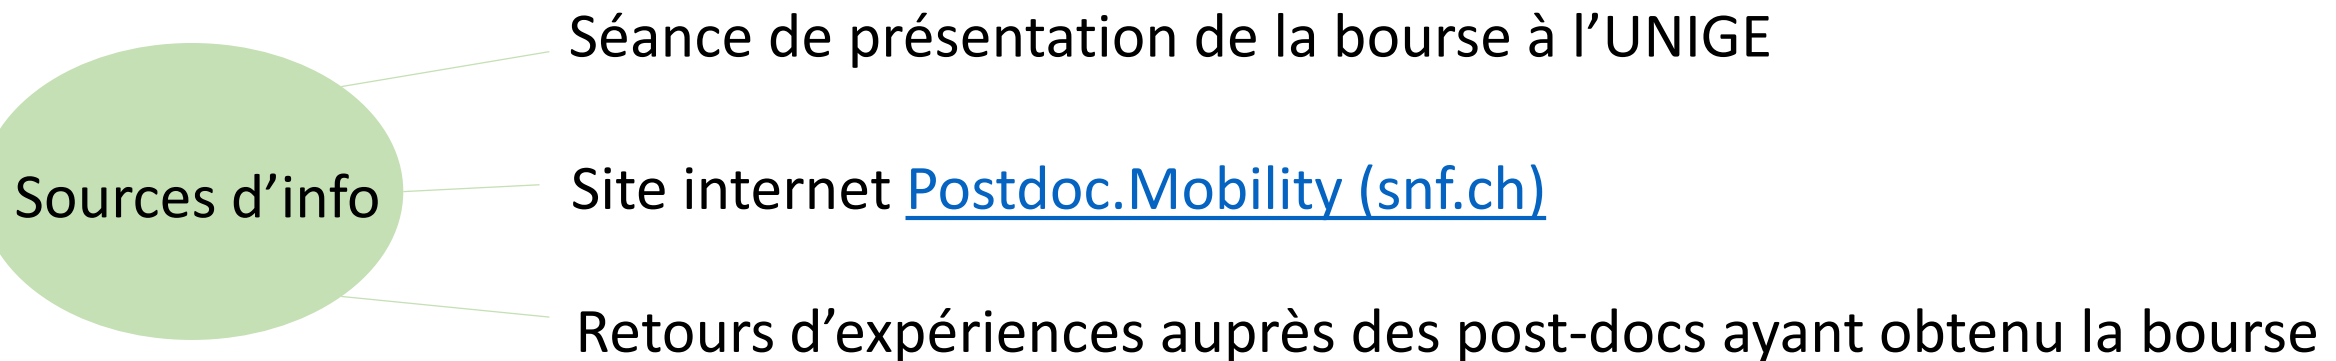 Séance de présentation de la bourse à l’UNIGE
Sources d’info
Site internet Postdoc.Mobility (snf.ch)
Retours d’expériences auprès des post-docs ayant obtenu la bourse